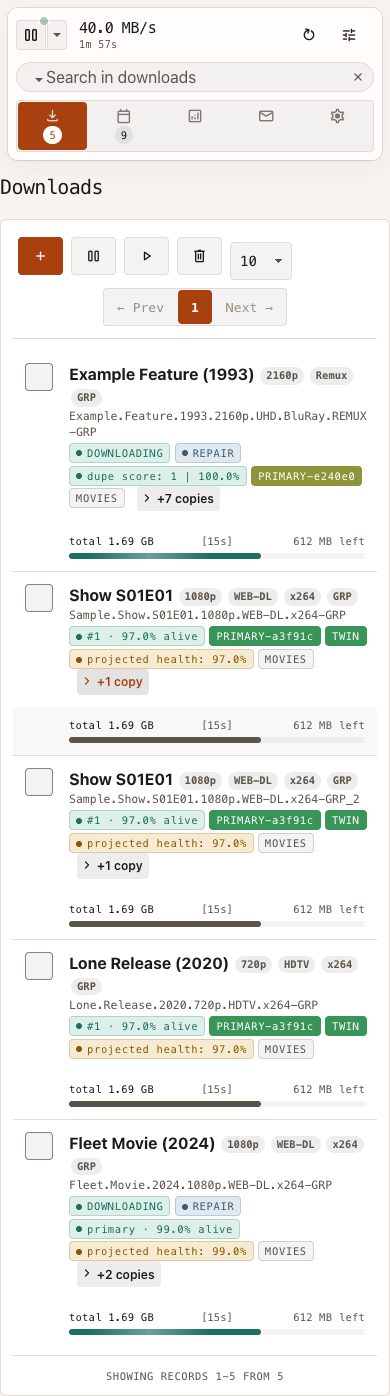 40.0 MB/s
1m 57s
Search in downloads
5
9
Downloads
10
← Prev 1 Next →
Example Feature (1993) 2160p Remux
GRP
Example.Feature.1993.2160p.UHD.BluRay.REMUX
-GRP
DOWNLOADING REPAIR
dupe score: 1 | 100.0% PRIMARY-e240e0
MOVIES +7 copies
total 1.69 GB [15s] 612 MB left
Show S01E01 1080p WEB-DL x264 GRP
Sample.Show.S01E01.1080p.WEB-DL.x264-GRP
#1 · 97.0% alive PRIMARY-a3f91c TWIN
projected health: 97.0% MOVIES
+1 copy
total 1.69 GB [15s] 612 MB left
Show S01E01 1080p WEB-DL x264 GRP
Sample.Show.S01E01.1080p.WEB-DL.x264-GRP_2
#1 · 97.0% alive PRIMARY-a3f91c TWIN
projected health: 97.0% MOVIES
+1 copy
total 1.69 GB [15s] 612 MB left
Lone Release (2020) 720p HDTV x264
GRP
Lone.Release.2020.720p.HDTV.x264-GRP
#1 · 97.0% alive PRIMARY-a3f91c TWIN
projected health: 97.0% MOVIES
total 1.69 GB [15s] 612 MB left
Fleet Movie (2024) 1080p WEB-DL x264
GRP
Fleet.Movie.2024.1080p.WEB-DL.x264-GRP
DOWNLOADING REPAIR
primary · 99.0% alive
projected health: 99.0% MOVIES
+2 copies
total 1.69 GB [15s] 612 MB left
SHOWING RECORDS 1-5 FROM 5